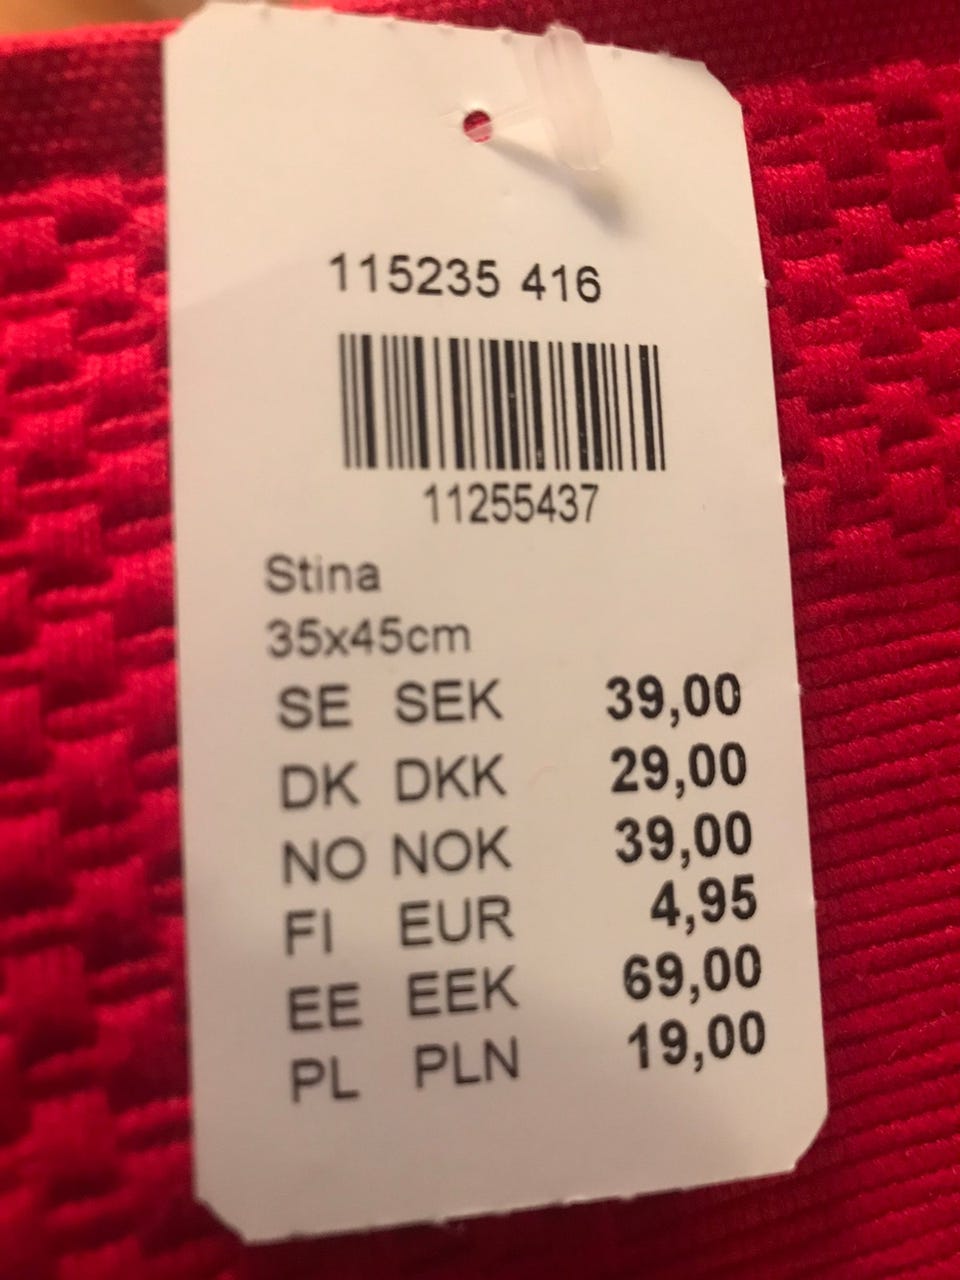 115235 416
11255437
Stina
35x45cm
SE SEK 39,00
DK DKK 29,00
NO NOK 39,00
FI EUR 4,95
EE EEK 69,00
PL PLN 19,00